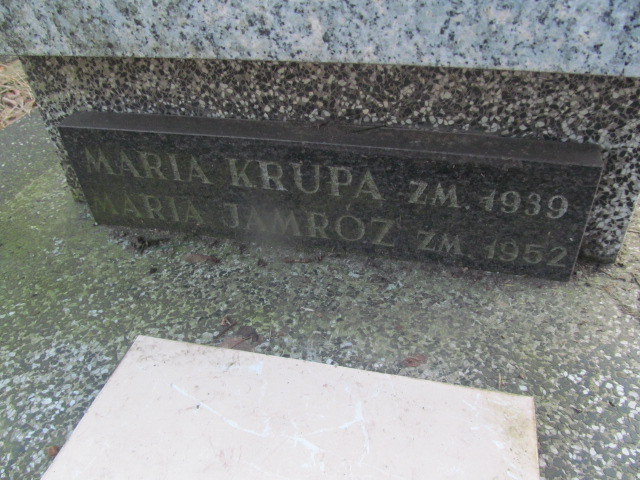 MARIA KRUPA ZM. 1939
MARIA JAMROZ ZM. 1952